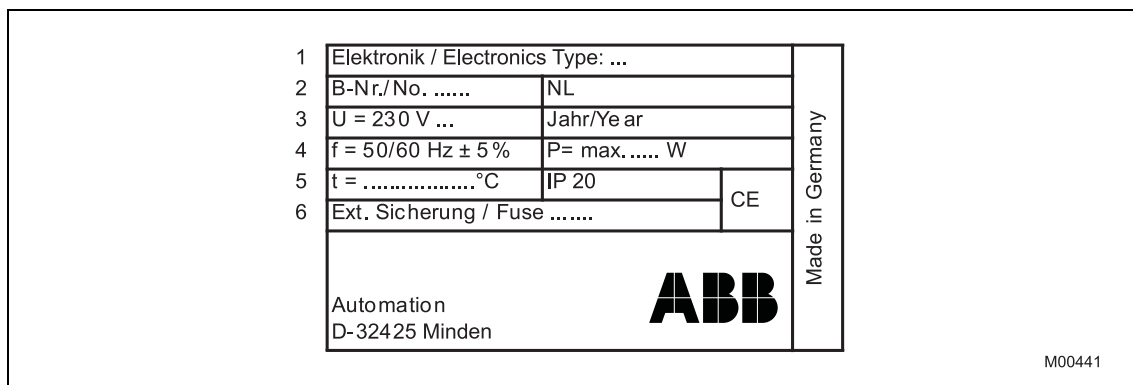 1 Elektronik / Electronics Type: ...
2 B-Nr./No. ...... NL
3 U = 230 V ... Jahr/Year
4 f = 50/60 Hz ± 5% P= max. ..... W
5 t = ..................°C IP 20
CE
6 Ext. Sicherung / Fuse .......
Made in Germany
ABB
Automation
D-32425 Minden
M00441